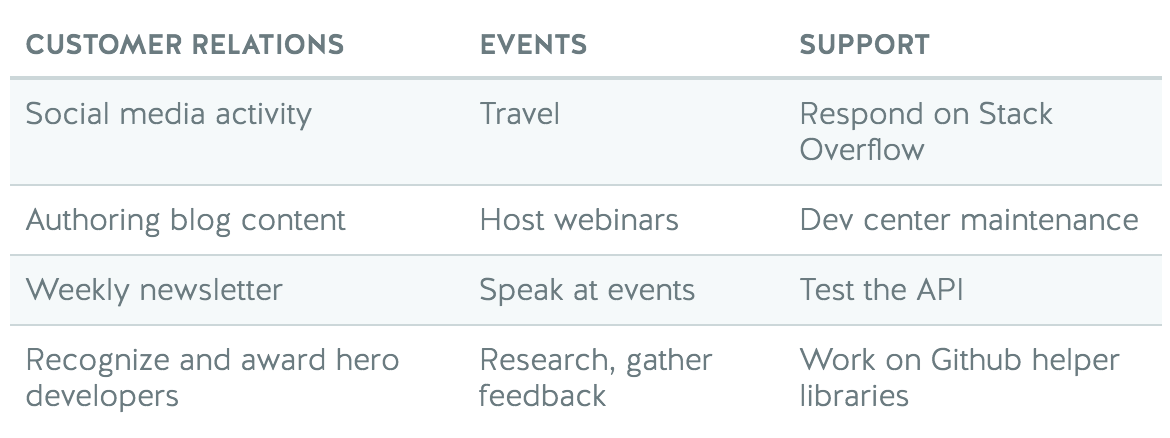 CUSTOMER RELATIONS EVENTS SUPPORT
Social media activity Travel Respond on Stack
Overflow
Authoring blog content Host webinars Dev center maintenance
Weekly newsletter Speak at events Test the API
Recognize and award hero Research, gather Work on Github helper
developers feedback libraries